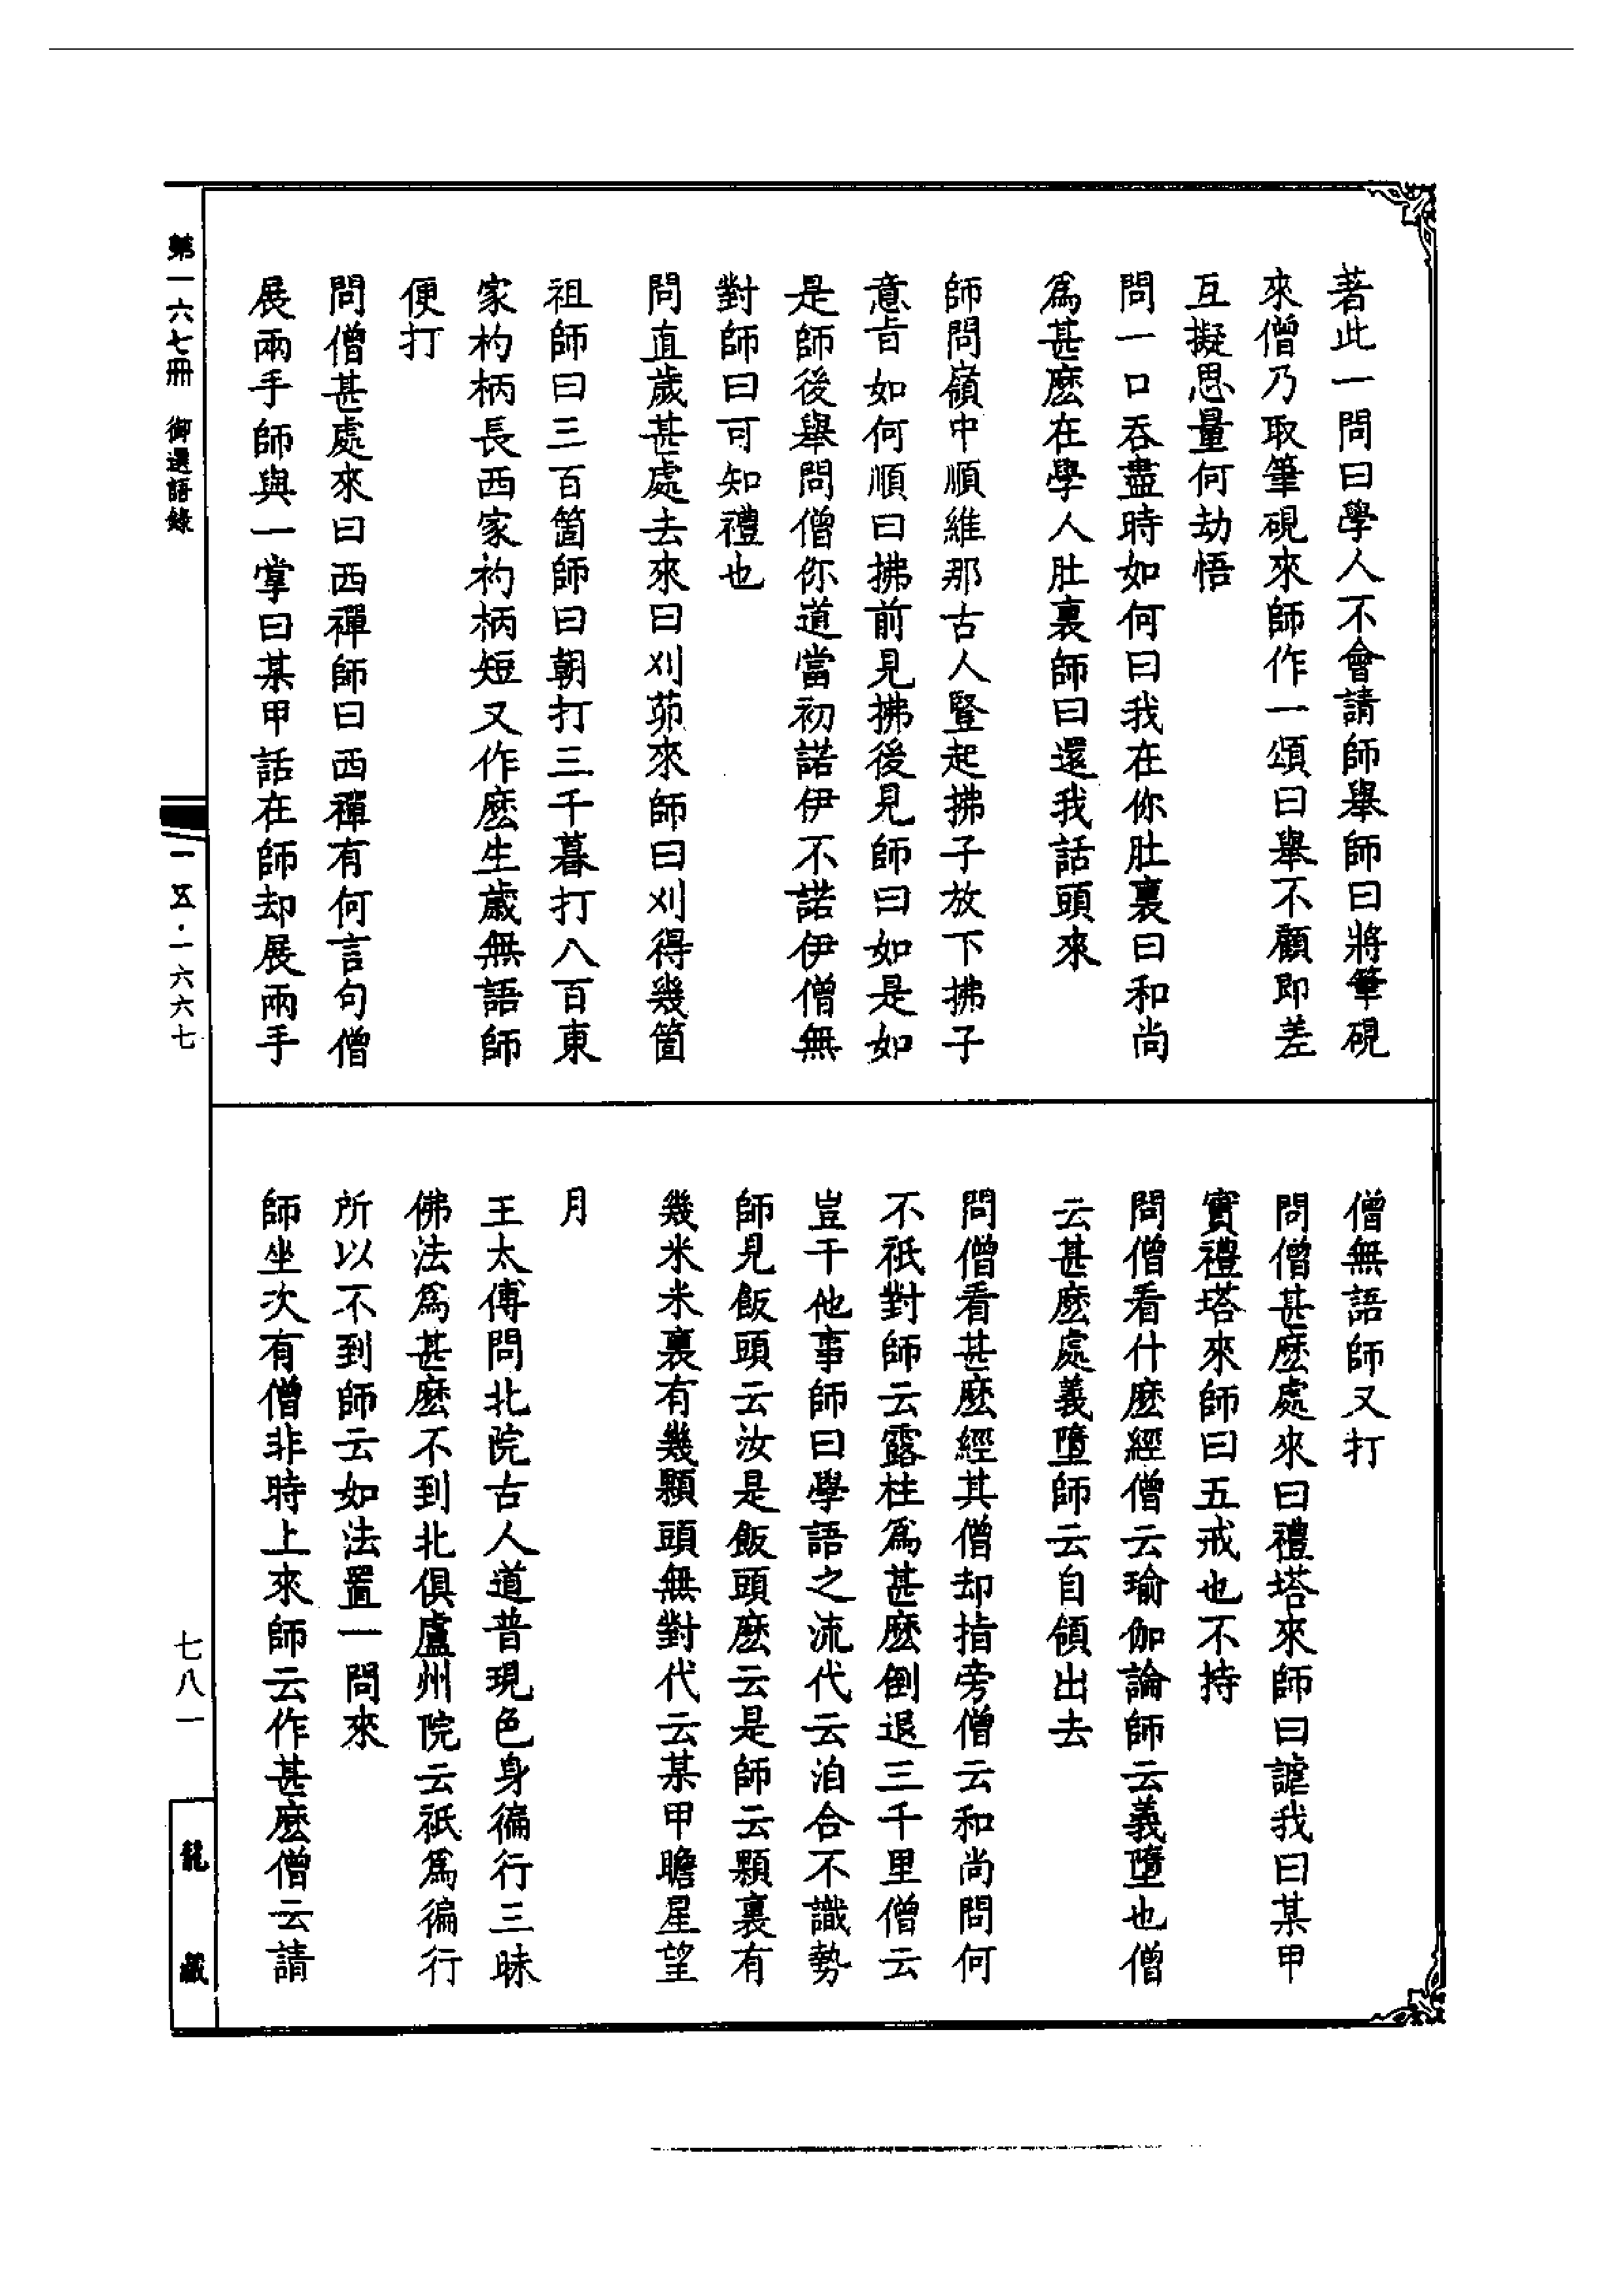 著此一問曰學人不會請師舉師曰將筆硯
來僧乃取筆硯來師作一頌曰舉不顧即差
互擬思量何劫悟
問一口吞盡時如何曰我在你肚裏曰和尚
爲甚麽在學人肚裏師曰還我話頭來
師問嶺中順維那古人豎起拂子放下拂子
意旨如何順曰拂前見拂後見師曰如是如
是師後舉問僧你道當初諾伊不諾伊僧無
對師曰可知禮也
問直歲甚處去來曰刈茆來師曰刈得幾箇
祖師曰三百箇師曰朝打三千暮打八百東
家杓柄長西家杓柄短又作麽生歲無語師
便打
問僧甚處來曰西禪師曰西禪有何言句僧
展兩手師與一掌曰某甲話在師却展兩手
僧無語師又打
問僧甚麽處來曰禮塔來師曰謔我曰某甲
實禮塔來師曰五戒也不持
問僧看什麽經僧云瑜伽論師云義墮也僧
云甚麽處義墮師云自領出去
問僧看甚麽經其僧却指旁僧云和尚問何
不祇對師云露柱爲甚麽倒退三千里僧云
豈干他事師曰學語之流代云洎合不識勢
師見飯頭云汝是飯頭麽云是師云顆裏有
幾米米裏有幾顆頭無對代云某甲瞻星望
月
王太傅問北院古人道普現色身徧行三昧
佛法爲甚麽不到北俱盧州院云祇爲徧行
所以不到師云如法置一問來
師坐次有僧非時上來師云作甚麽僧云請
第一六七冊　御選語錄
一五·一六六七
七八一
龍藏